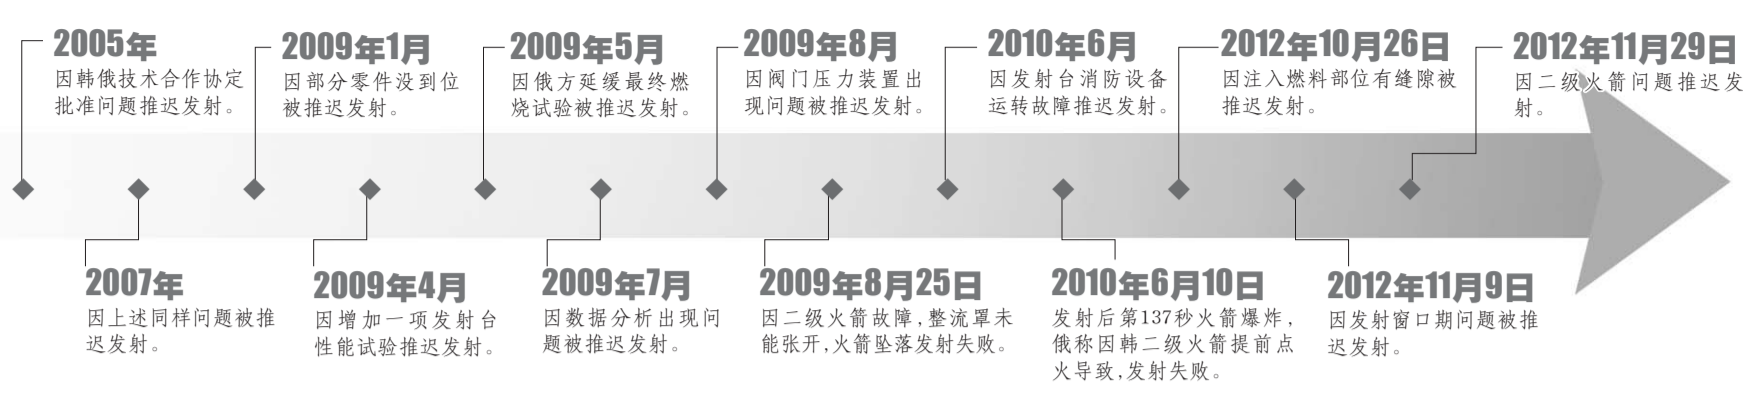 2005年
因韩俄技术合作协定
批准问题推迟发射。
2007年
因上述同样问题被推
迟发射。
2009年1月
因部分零件没到位
被推迟发射。
2009年4月
因增加一项发射台
性能试验推迟发射。
2009年5月
因俄方延缓最终燃
烧试验被推迟发射。
2009年7月
因数据分析出现问
题被推迟发射。
2009年8月
因阀门压力装置出
现问题被推迟发射。
2009年8月25日
因二级火箭故障,整流罩未
能张开,火箭坠落发射失败。
2010年6月
因发射台消防设备
运转故障推迟发射。
2010年6月10日
发射后第137秒火箭爆炸,
俄称因韩二级火箭提前点
火导致,发射失败。
2012年10月26日
因注入燃料部位有缝隙被
推迟发射。
2012年11月9日
因发射窗口期问题被推
迟发射。
2012年11月29日
因二级火箭问题推迟发
射。